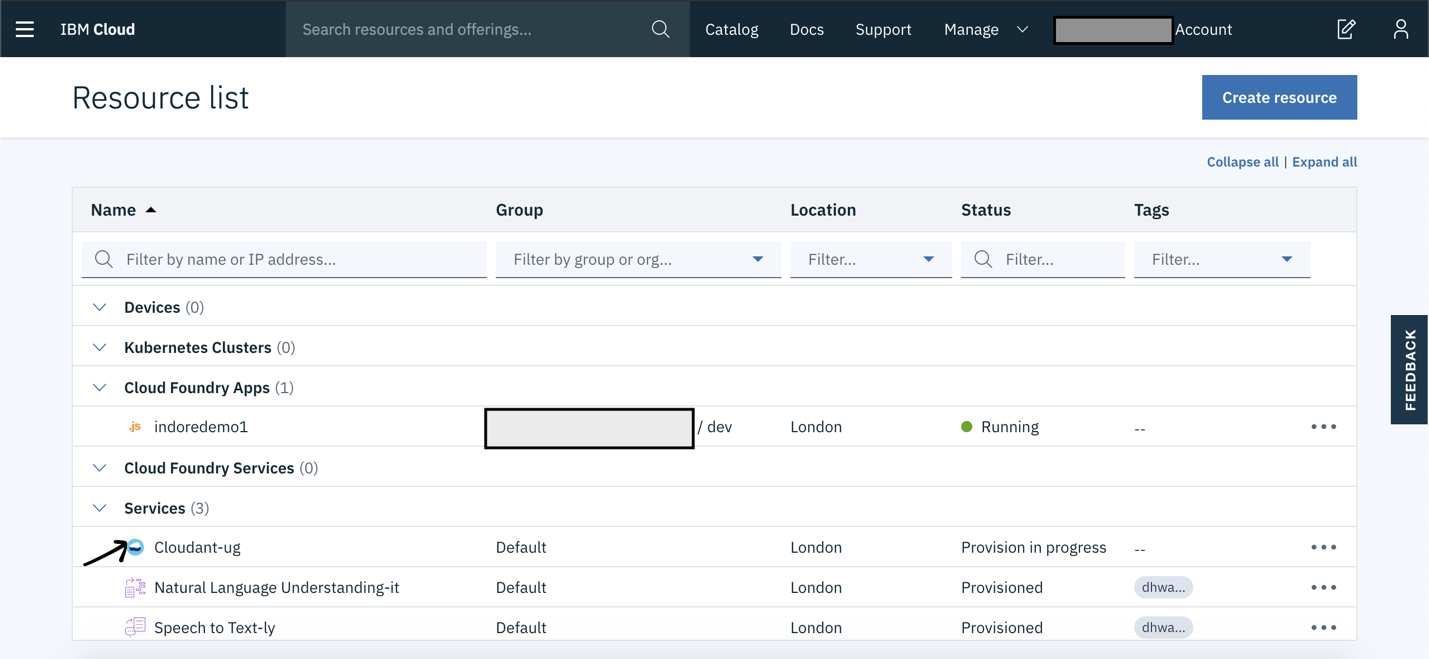 IBM Cloud Search resources and offerings... Catalog Docs Support Manage Account
Resource list Create resource
Collapse all | Expand all
Name Group Location Status Tags
Filter by name or IP address... Filter by group or org... Filter... Filter... Filter...
Devices (0)
Kubernetes Clusters (0)
Cloud Foundry Apps (1)
.js indoredemo1 / dev London Running --
Cloud Foundry Services (0)
Services (3)
Cloudant-ug Default London Provision in progress --
Natural Language Understanding-it Default London Provisioned dhwa...
Speech to Text-ly Default London Provisioned dhwa...
FEEDBACK